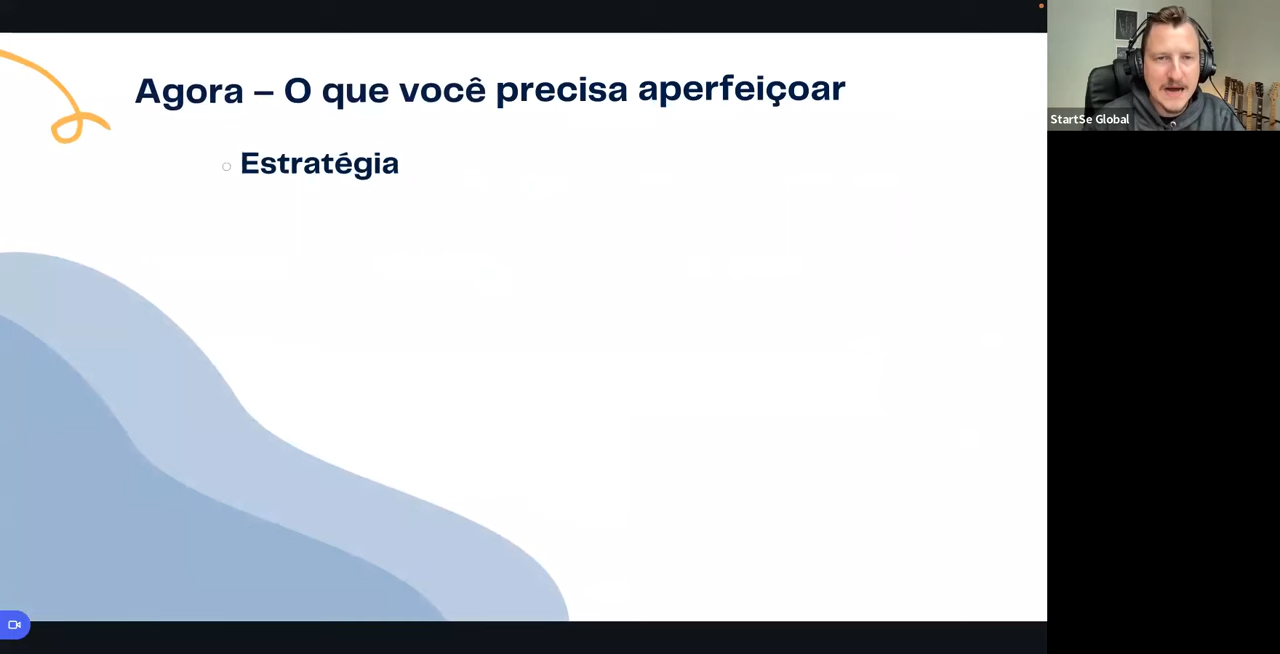 Agora – O que você precisa aperfeiçoar
Estratégia
StartSe Global